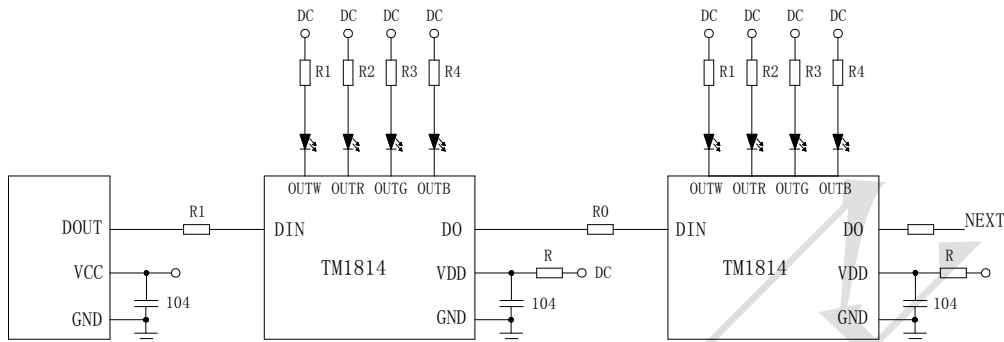 DC DC DC DC DC DC DC DC
R1 R2 R3 R4 R1 R2 R3 R4
OUTW OUTR OUTG OUTB OUTW OUTR OUTG OUTB
DOUT R1 DIN DO R0 DIN DO NEXT
VCC TM1814 VDD R DC TM1814 VDD R
104 104 104
GND GND GND